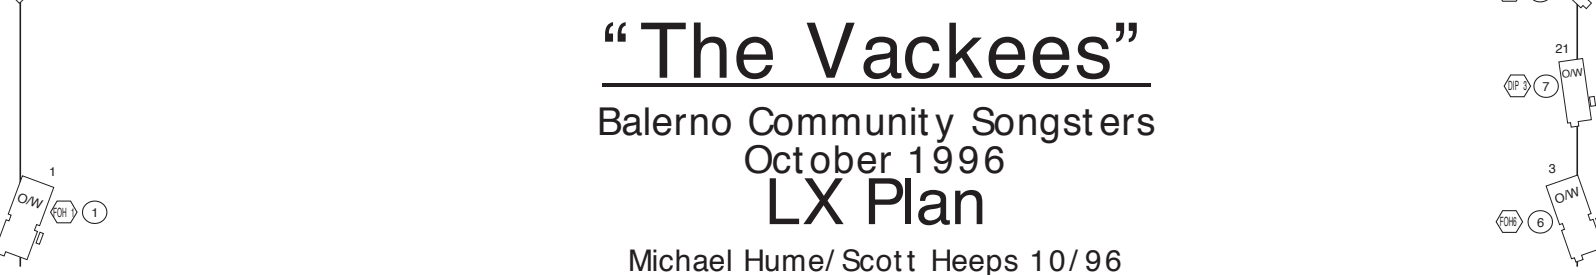 “The Vackees”
21
O/W
DIP 3 7
Balerno Community Songsters
October 1996
1
3
LX Plan
O/W
O/W
FOH 1 1
FOH6 6
Michael Hume/Scott Heeps 10/96